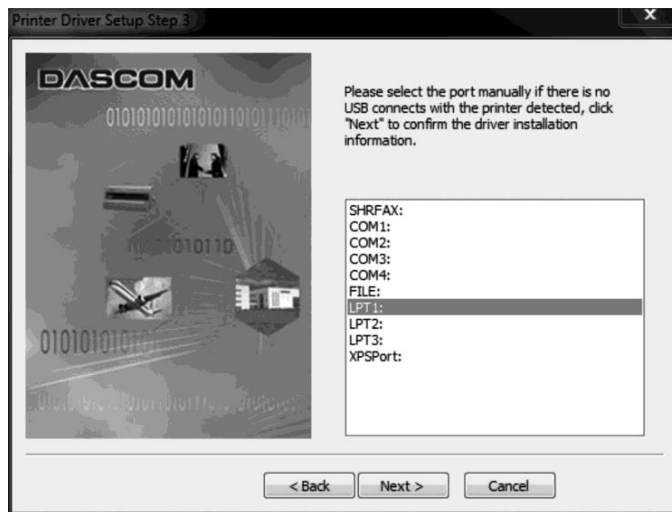 Printer Driver Setup Step 3
X
DASCOM
Please select the port manually if there is no
USB connects with the printer detected, click
"Next" to confirm the driver installation
information.
SHRFAX:
COM1:
COM2:
COM3:
COM4:
FILE:
LPT1:
LPT2:
LPT3:
XPSPort:
< Back
Next >
Cancel